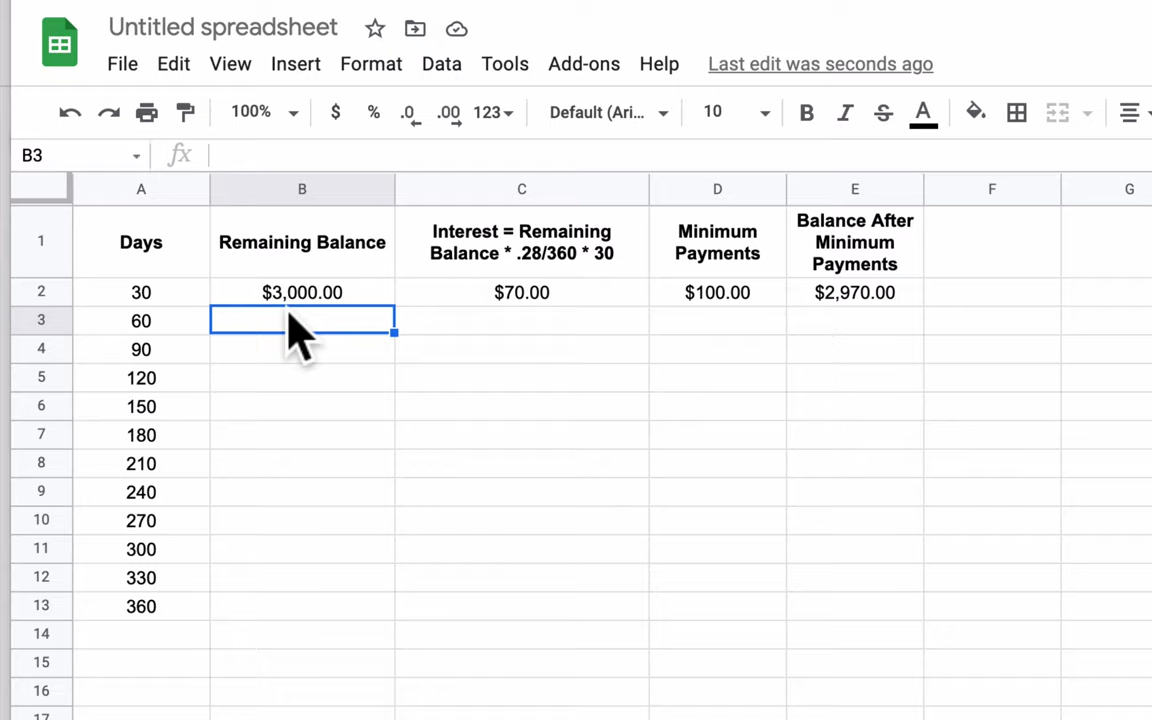 Untitled spreadsheet
File Edit View Insert Format Data Tools Add-ons Help Last edit was seconds ago
100% $ % .0 .00 123 Default (Ari... 10 B I S A
B3 fx
A B C D E F G
1 Days Remaining Balance Interest = Remaining Balance * .28/360 * 30 Minimum Payments Balance After Minimum Payments
2 30 $3,000.00 $70.00 $100.00 $2,970.00
3 60
4 90
5 120
6 150
7 180
8 210
9 240
10 270
11 300
12 330
13 360
14
15
16
17